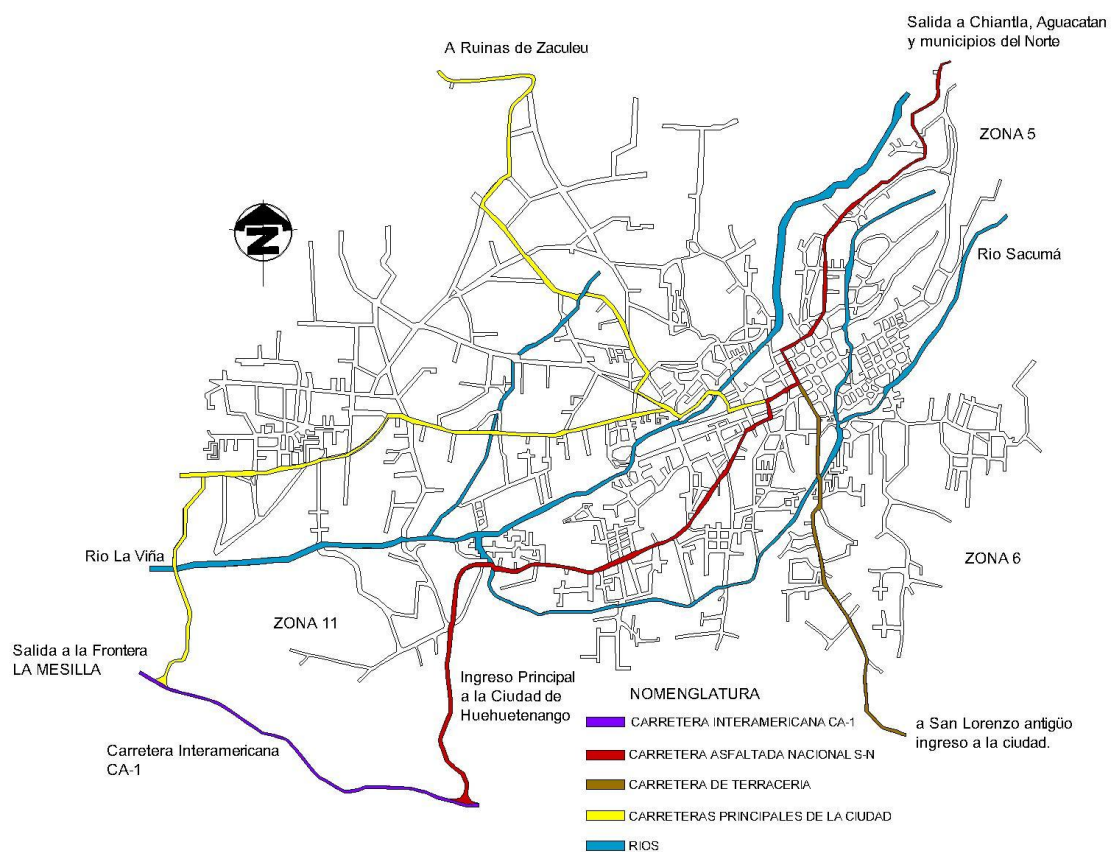 Salida a Chiantla, Aguacatan
y municipios del Norte
A Ruinas de Zaculeu
ZONA 5
N
Rio Sacumá
Rio La Viña
ZONA 6
ZONA 11
Salida a la Frontera
LA MESILLA
Ingreso Principal
a la Ciudad de
Huehuetenango
Carretera Interamericana
CA-1
a San Lorenzo antigüo
ingreso a la ciudad.
NOMENGLATURA
CARRETERA INTERAMERICANA CA-1
CARRETERA ASFALTADA NACIONAL S-N
CARRETERA DE TERRACERIA
CARRETERAS PRINCIPALES DE LA CIUDAD
RIOS